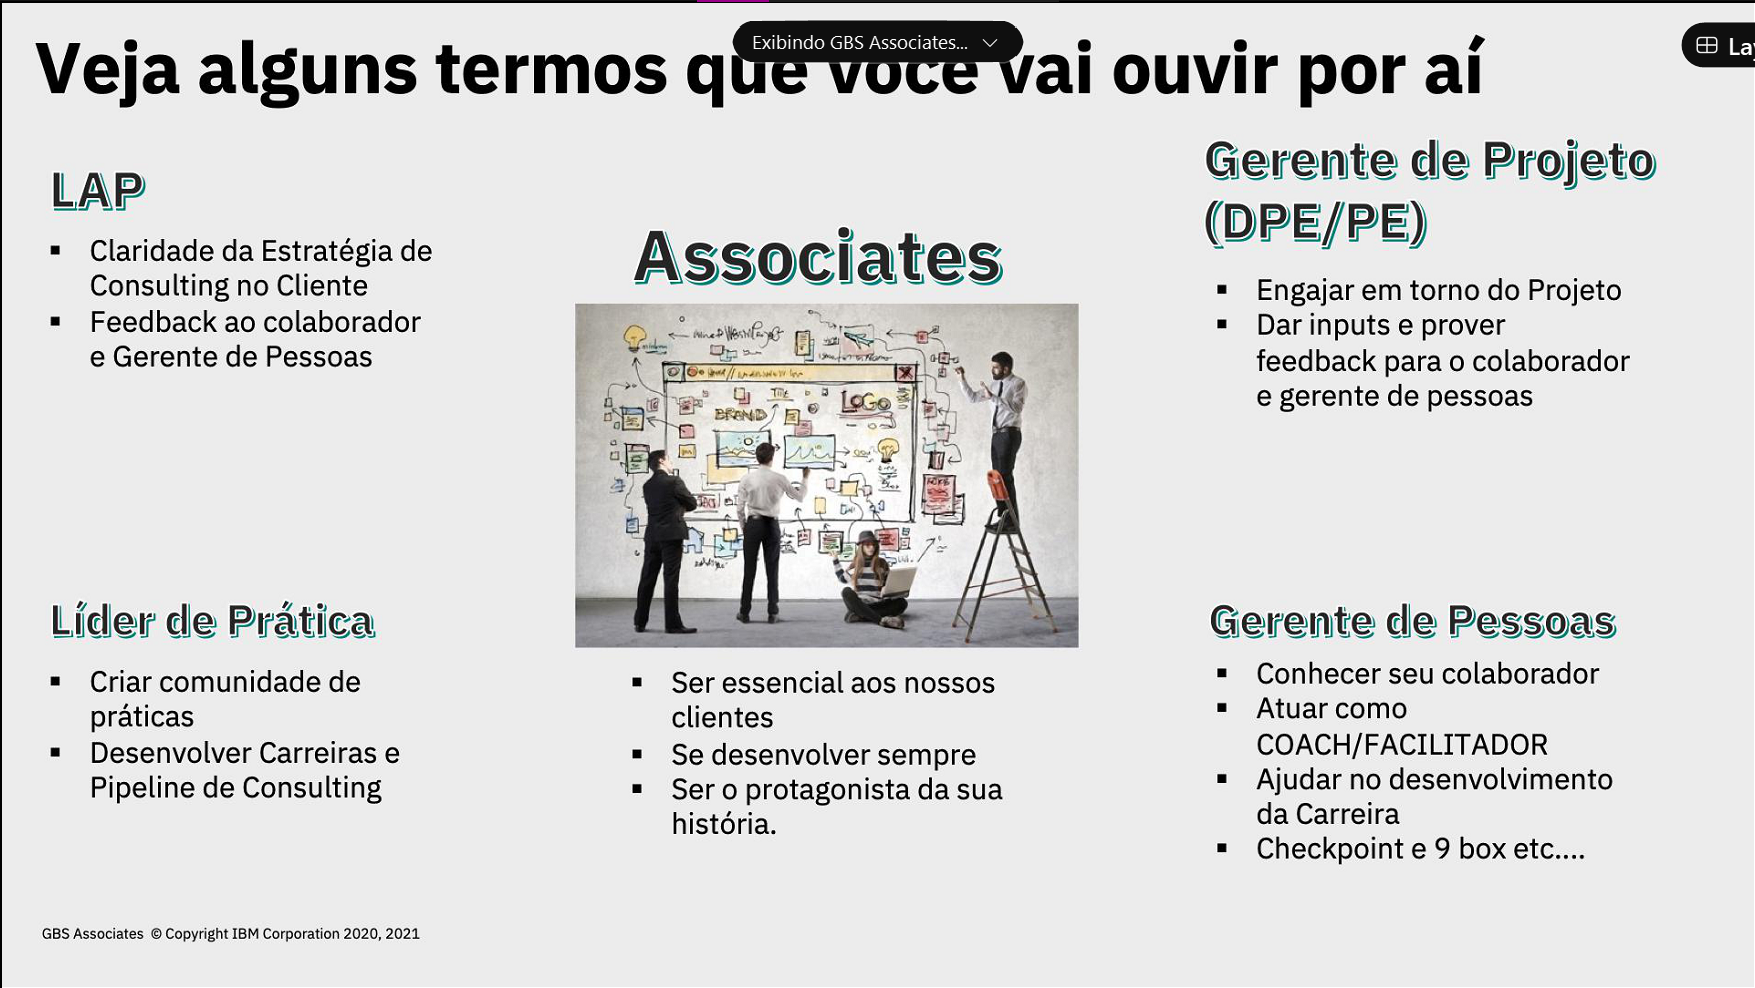 Exibindo GBS Associates...
Lay
Veja alguns termos que você vai ouvir por aí
LAP
▪ Claridade da Estratégia de
Consulting no Cliente
▪ Feedback ao colaborador
e Gerente de Pessoas
Associates
BRAND
TITLE
LOGO
▪ Ser essencial aos nossos
clientes
▪ Se desenvolver sempre
▪ Ser o protagonista da sua
história.
Gerente de Projeto
(DPE/PE)
▪ Engajar em torno do Projeto
▪ Dar inputs e prover
feedback para o colaborador
e gerente de pessoas
Líder de Prática
▪ Criar comunidade de
práticas
▪ Desenvolver Carreiras e
Pipeline de Consulting
Gerente de Pessoas
▪ Conhecer seu colaborador
▪ Atuar como
COACH/FACILITADOR
▪ Ajudar no desenvolvimento
da Carreira
▪ Checkpoint e 9 box etc....
GBS Associates © Copyright IBM Corporation 2020, 2021